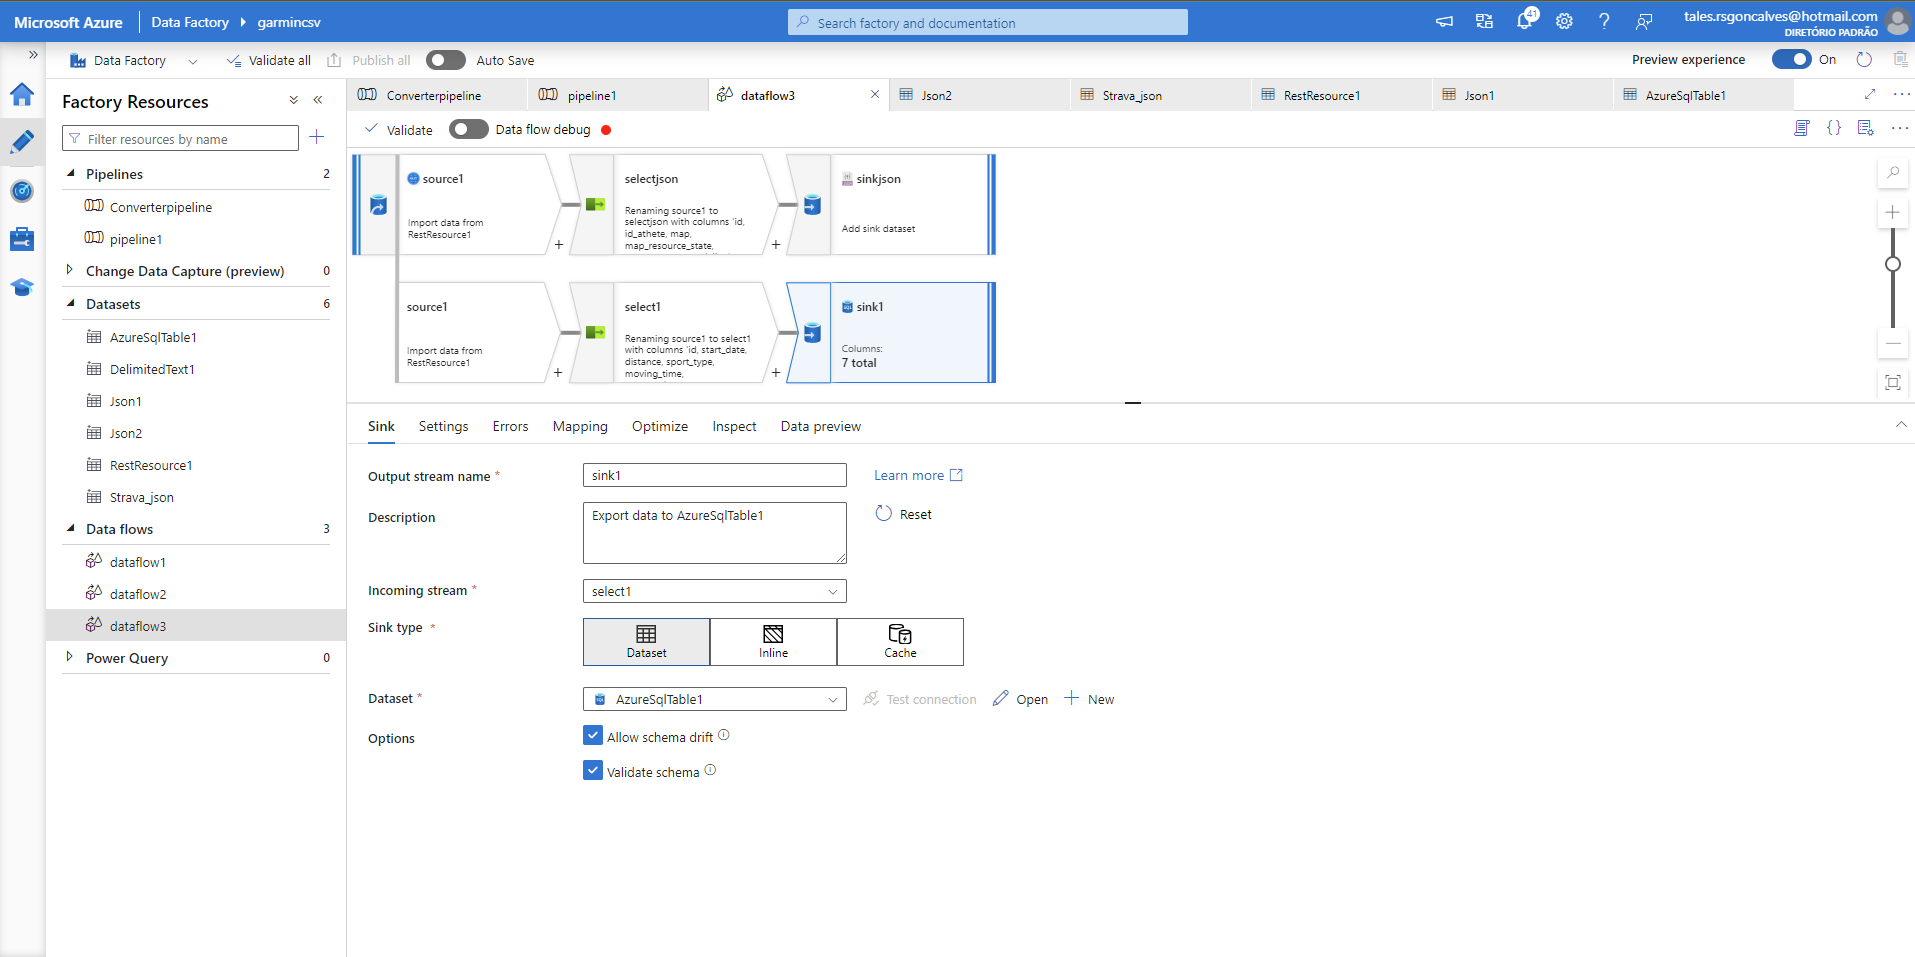 Microsoft Azure
Data Factory
garmincsv
Search factory and documentation
41
tales.rsgoncalves@hotmail.com
DIRETÓRIO PADRÃO
Data Factory
Validate all
Publish all
Auto Save
Preview experience
On
Factory Resources
Filter resources by name
Pipelines 2
Converterpipeline
pipeline1
Change Data Capture (preview) 0
Datasets 6
AzureSqlTable1
DelimitedText1
Json1
Json2
RestResource1
Strava_json
Data flows 3
dataflow1
dataflow2
dataflow3
Power Query 0
Converterpipeline
pipeline1
dataflow3
Json2
Strava_json
RestResource1
Json1
AzureSqlTable1
Validate
Data flow debug
source1
Import data from
RestResource1
+
selectjson
Renaming source1 to
selectjson with columns 'id,
id_athete, map,
map_resource_state,
+
sinkjson
Add sink dataset
source1
Import data from
RestResource1
+
select1
Renaming source1 to select1
with columns 'id, start_date,
distance, sport_type,
moving_time,
+
sink1
Columns:
7 total
Sink
Settings
Errors
Mapping
Optimize
Inspect
Data preview
Output stream name *
sink1
Learn more
Description
Export data to AzureSqlTable1
Reset
Incoming stream *
select1
Sink type *
Dataset
Inline
Cache
Dataset *
AzureSqlTable1
Test connection
Open
New
Options
Allow schema drift
Validate schema